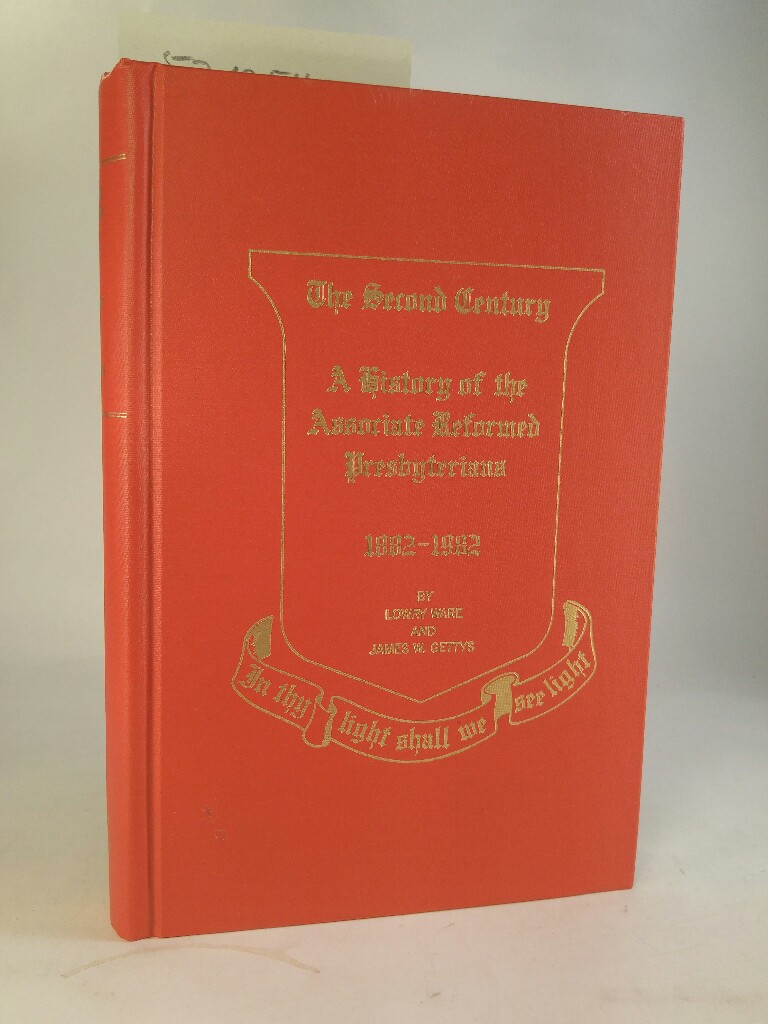 The Second Century
A History of the
Associate Reformed
Presbyterians
1882-1982
BY
LOWRY WARE
AND
JAMES W. GETTYS
In thy light shall we see light